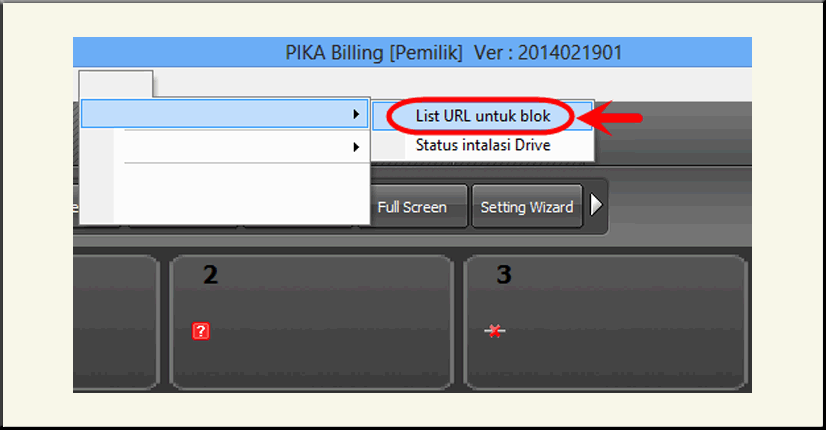 PIKA Billing [Pemilik] Ver : 2014021901
List URL untuk blok
Status intalasi Drive
e
Full Screen
Setting Wizard
2
3
?